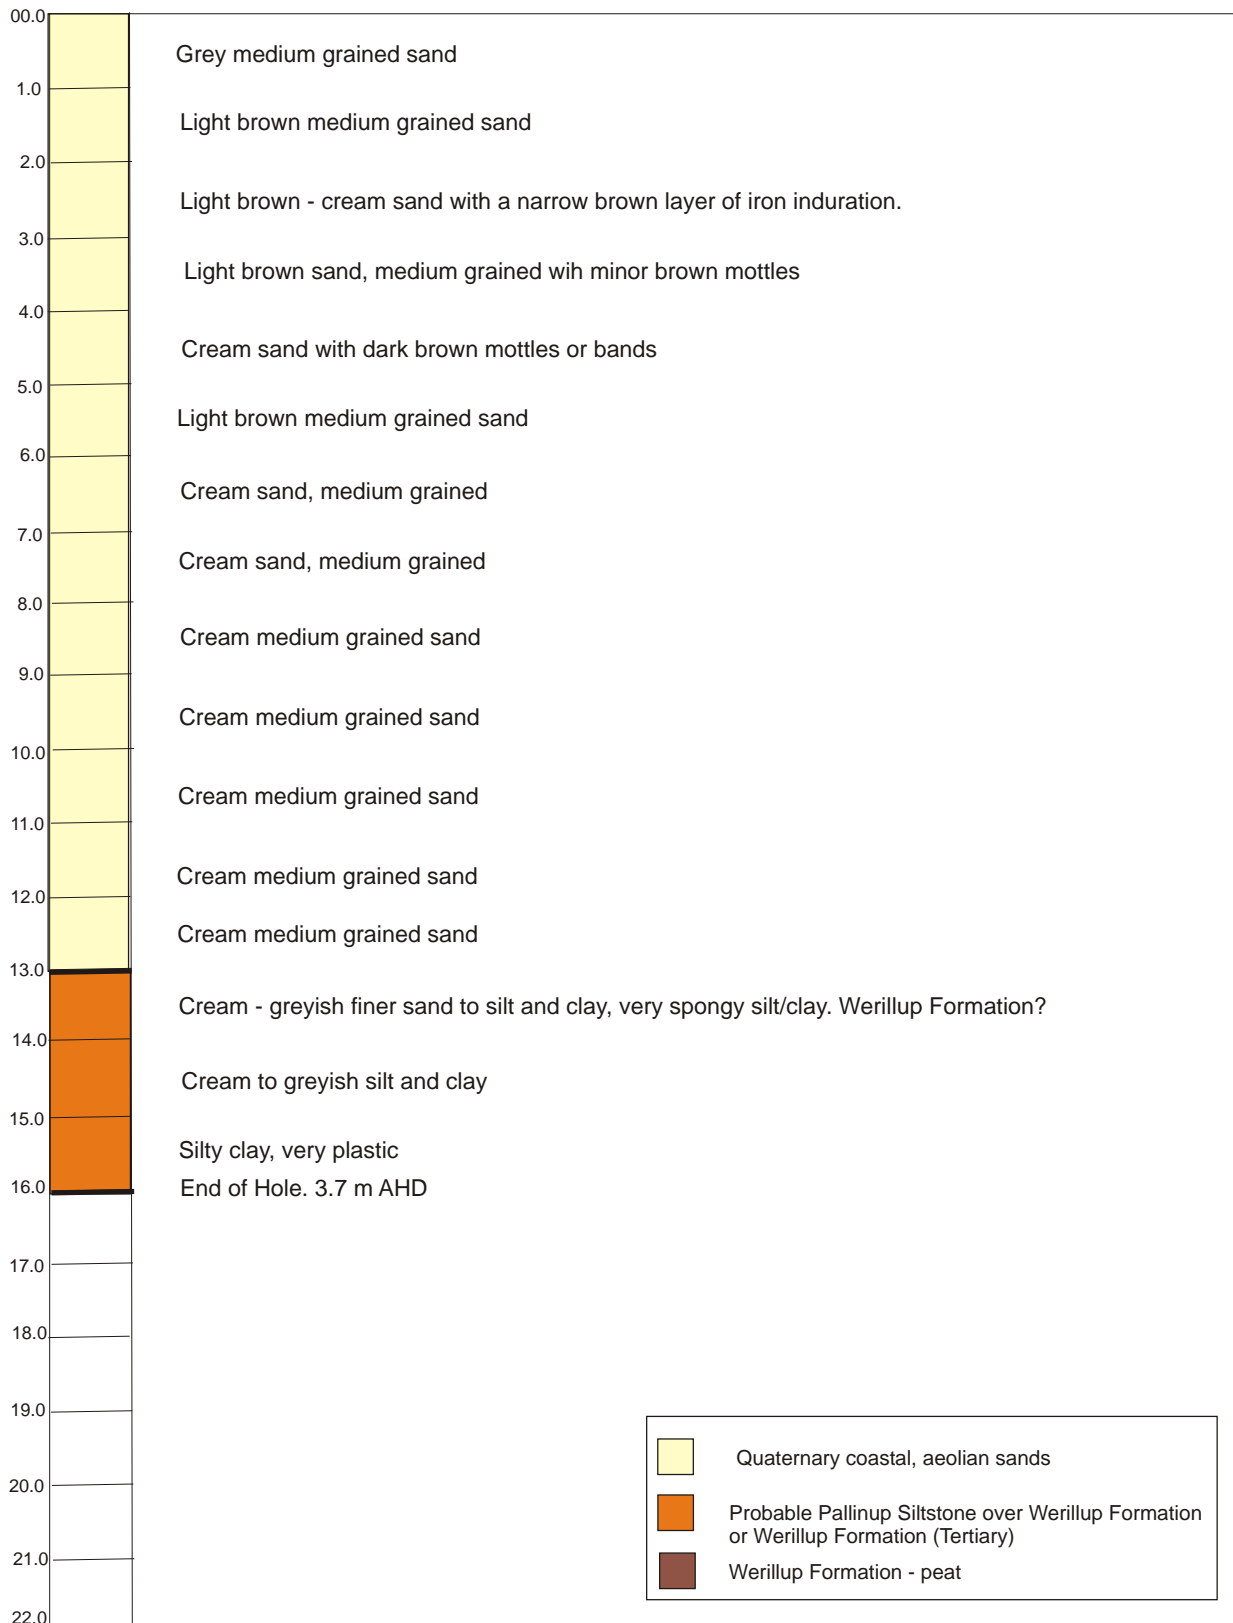 00.0
Grey medium grained sand
1.0
Light brown medium grained sand
2.0
Light brown - cream sand with a narrow brown layer of iron induration.
3.0
Light brown sand, medium grained wih minor brown mottles
4.0
Cream sand with dark brown mottles or bands
5.0
Light brown medium grained sand
6.0
Cream sand, medium grained
7.0
Cream sand, medium grained
8.0
Cream medium grained sand
9.0
Cream medium grained sand
10.0
Cream medium grained sand
11.0
Cream medium grained sand
12.0
Cream medium grained sand
13.0
Cream - greyish finer sand to silt and clay, very spongy silt/clay. Werillup Formation?
14.0
Cream to greyish silt and clay
15.0
Silty clay, very plastic
16.0
End of Hole. 3.7 m AHD
17.0
18.0
19.0
20.0
21.0
22.0
Quaternary coastal, aeolian sands
Probable Pallinup Siltstone over Werillup Formation
or Werillup Formation (Tertiary)
Werillup Formation - peat